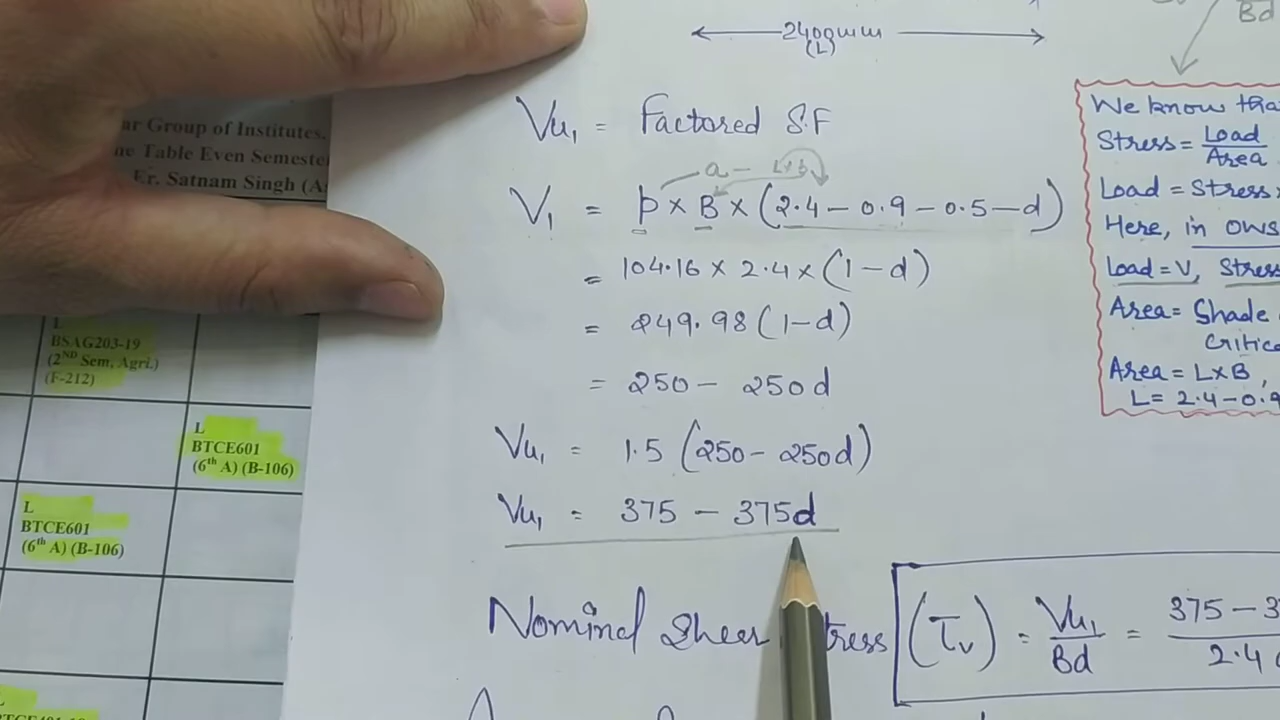 2400mm
(L)
Bd
Vu₁ = Factored S.F
a - L×B
V₁ = p × B × (2.4 - 0.9 - 0.5 - d)
= 104.16 × 2.4 × (1 - d)
= 249.98 (1 - d)
= 250 - 250d
Vu₁ = 1.5 (250 - 250d)
Vu₁ = 375 - 375d
Nominal Shear Stress (τv) = Vu₁/Bd = 375 - 3
2.4
We know tha
Stress = Load/Area
Load = Stress
Here, in OWS
Load = V, Stress
Area = Shade
Critica
Area = L×B,
L = 2.4 - 0.9
ar Group of Institutes.
me Table Even Semeste
Er. Satnam Singh (A
L
BSAG203-19
(2ND Sem, Agri.)
(F-212)
L
BTCE601
(6th A) (B-106)
L
BTCE601
(6th A) (B-106)
L